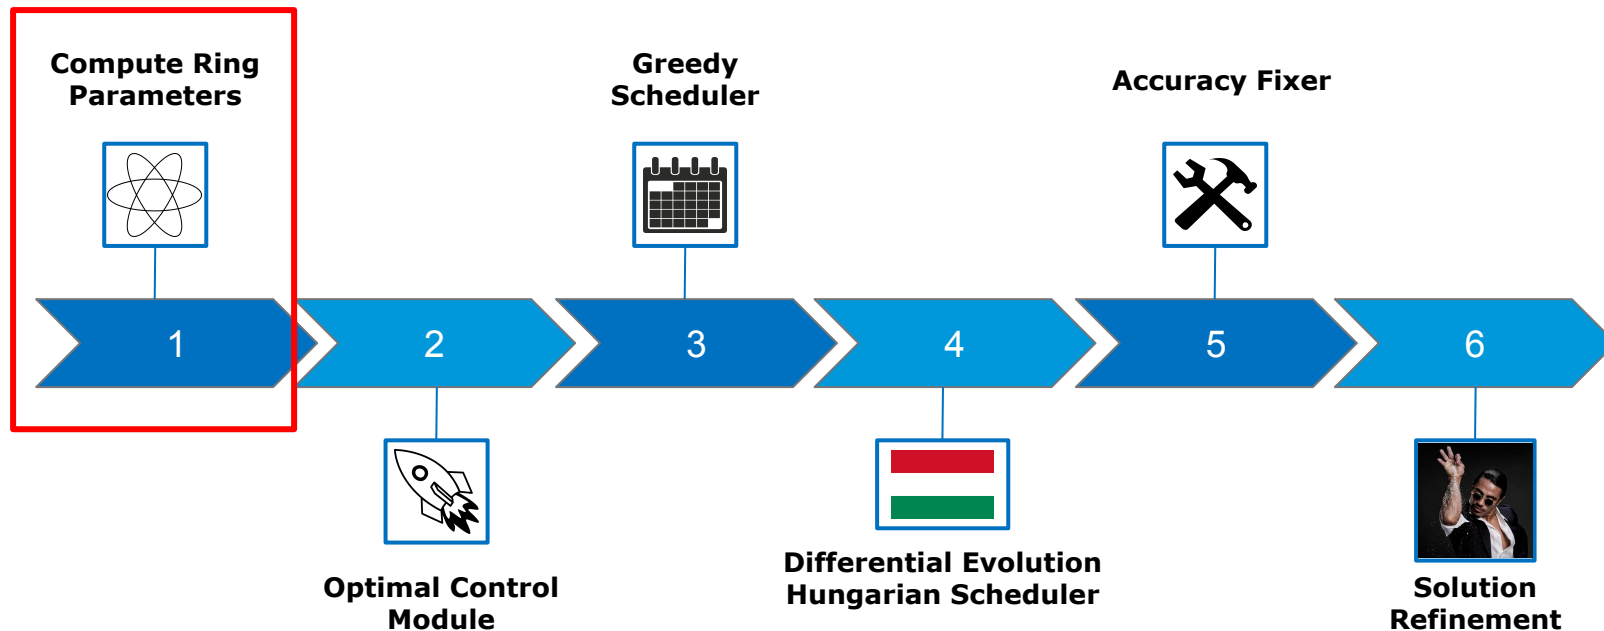 Compute Ring
Parameters
Greedy
Scheduler
Accuracy Fixer
1
2
3
4
5
6
Optimal Control
Module
Differential Evolution
Hungarian Scheduler
Solution
Refinement